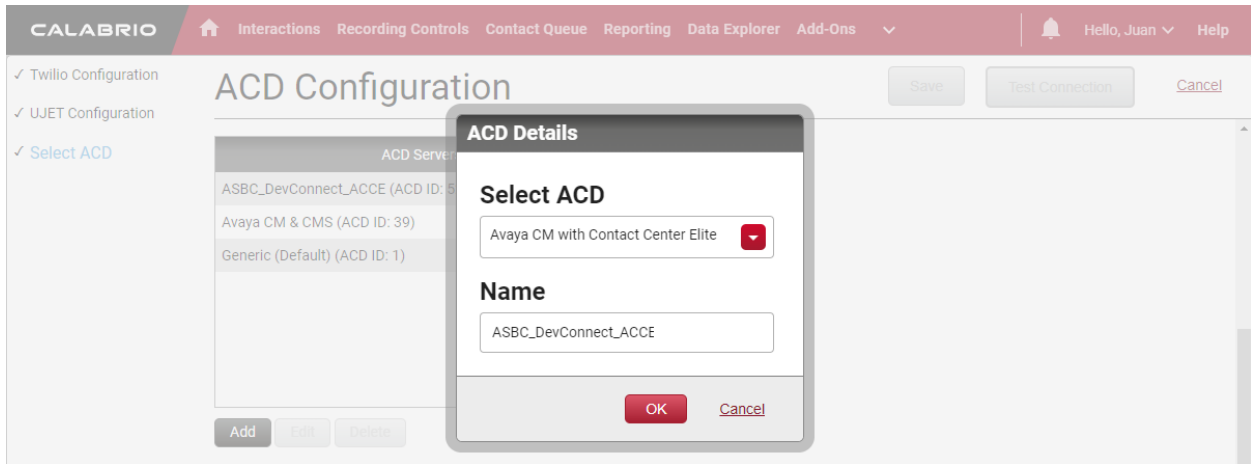 CALABRIO Interactions Recording Controls Contact Queue Reporting Data Explorer Add-Ons Hello, Juan Help
✓ Twilio Configuration
✓ UJET Configuration
✓ Select ACD
ACD Configuration
Save Test Connection Cancel
ACD Server
ASBC_DevConnect_ACCE (ACD ID: 5
Avaya CM & CMS (ACD ID: 39)
Generic (Default) (ACD ID: 1)
Add Edit Delete
ACD Details
Select ACD
Avaya CM with Contact Center Elite
Name
ASBC_DevConnect_ACCE
OK Cancel